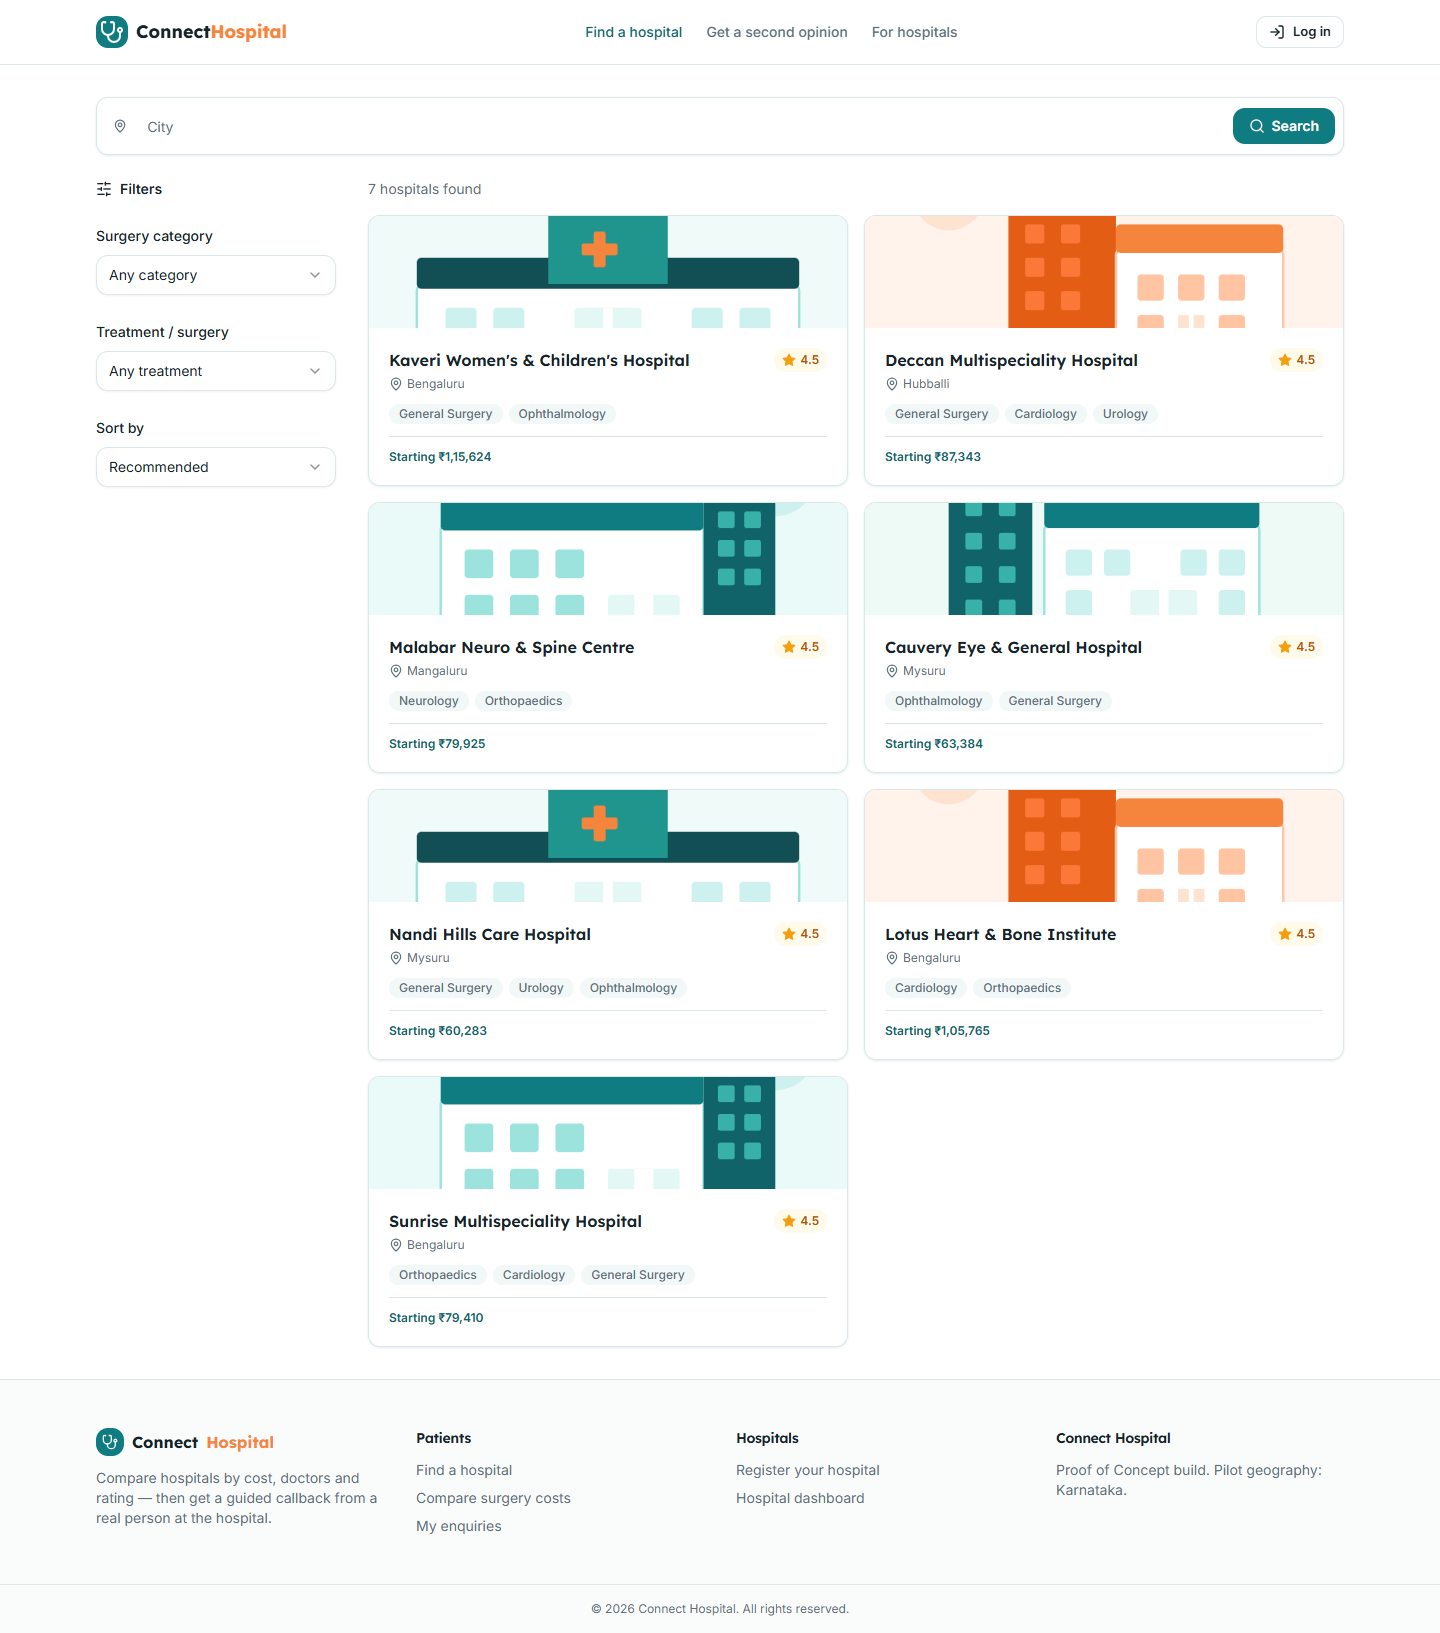 ConnectHospital
Find a hospital
Get a second opinion
For hospitals
Log in
City
Search
Filters
7 hospitals found
Surgery category
Any category
Treatment / surgery
Any treatment
Sort by
Recommended
Kaveri Women's & Children's Hospital
4.5
Bengaluru
General Surgery
Ophthalmology
Starting ₹1,15,624
Deccan Multispeciality Hospital
4.5
Hubballi
General Surgery
Cardiology
Urology
Starting ₹87,343
Malabar Neuro & Spine Centre
4.5
Mangaluru
Neurology
Orthopaedics
Starting ₹79,925
Cauvery Eye & General Hospital
4.5
Mysuru
Ophthalmology
General Surgery
Starting ₹63,384
Nandi Hills Care Hospital
4.5
Mysuru
General Surgery
Urology
Ophthalmology
Starting ₹60,283
Lotus Heart & Bone Institute
4.5
Bengaluru
Cardiology
Orthopaedics
Starting ₹1,05,765
Sunrise Multispeciality Hospital
4.5
Bengaluru
Orthopaedics
Cardiology
General Surgery
Starting ₹79,410
Connect Hospital
Compare hospitals by cost, doctors and
rating — then get a guided callback from a
real person at the hospital.
Patients
Find a hospital
Compare surgery costs
My enquiries
Hospitals
Register your hospital
Hospital dashboard
Connect Hospital
Proof of Concept build. Pilot geography:
Karnataka.
© 2026 Connect Hospital. All rights reserved.